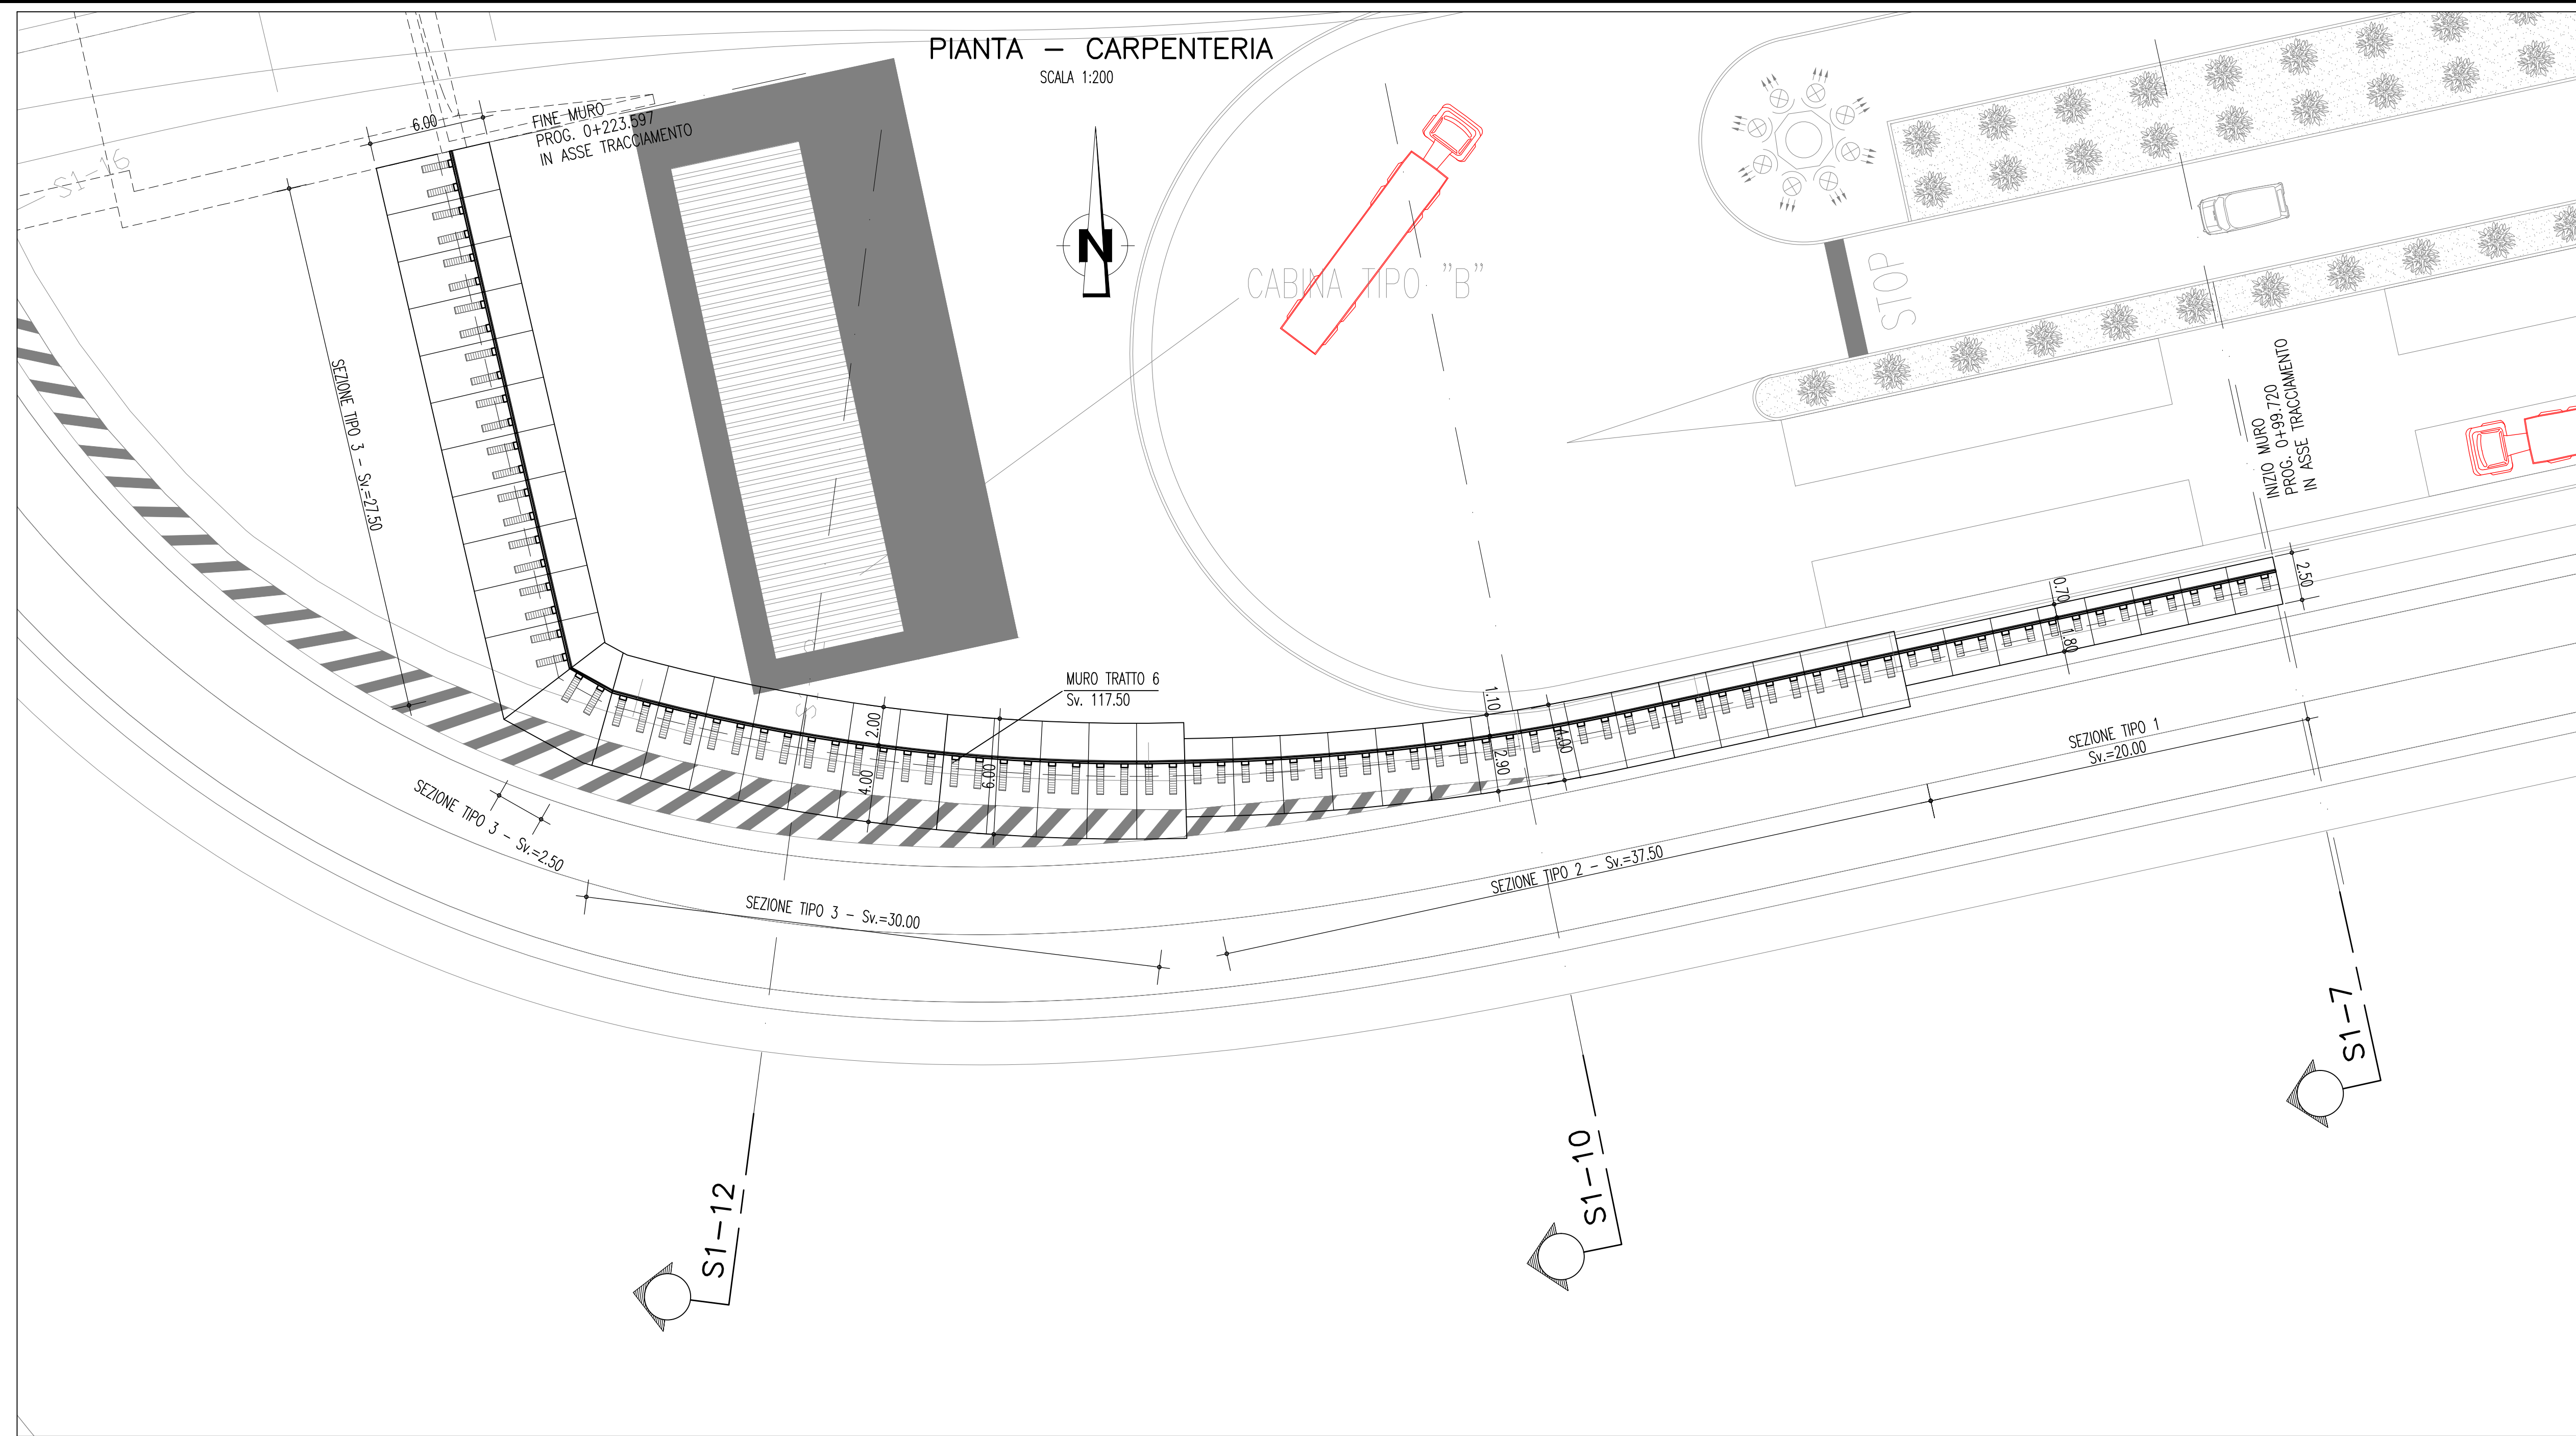 PIANTA – CARPENTERIA
SCALA 1:200
FINE MURO
PROG. 0+223.597
IN ASSE TRACCIAMENTO
6.00
S1-16
N
CABINA TIPO "B"
STOP
INIZIO MURO
PROG. 0+99.720
IN ASSE TRACCIAMENTO
SEZIONE TIPO 3 – Sv.=27.50
2.50
0.70
1.80
MURO TRATTO 6
Sv. 117.50
2.00
4.00
6.00
1.10
2.90
4.00
SEZIONE TIPO 1
Sv.=20.00
SEZIONE TIPO 3 – Sv.=2.50
SEZIONE TIPO 2 – Sv.=37.50
SEZIONE TIPO 3 – Sv.=30.00
S1-7
S1-10
S1-12